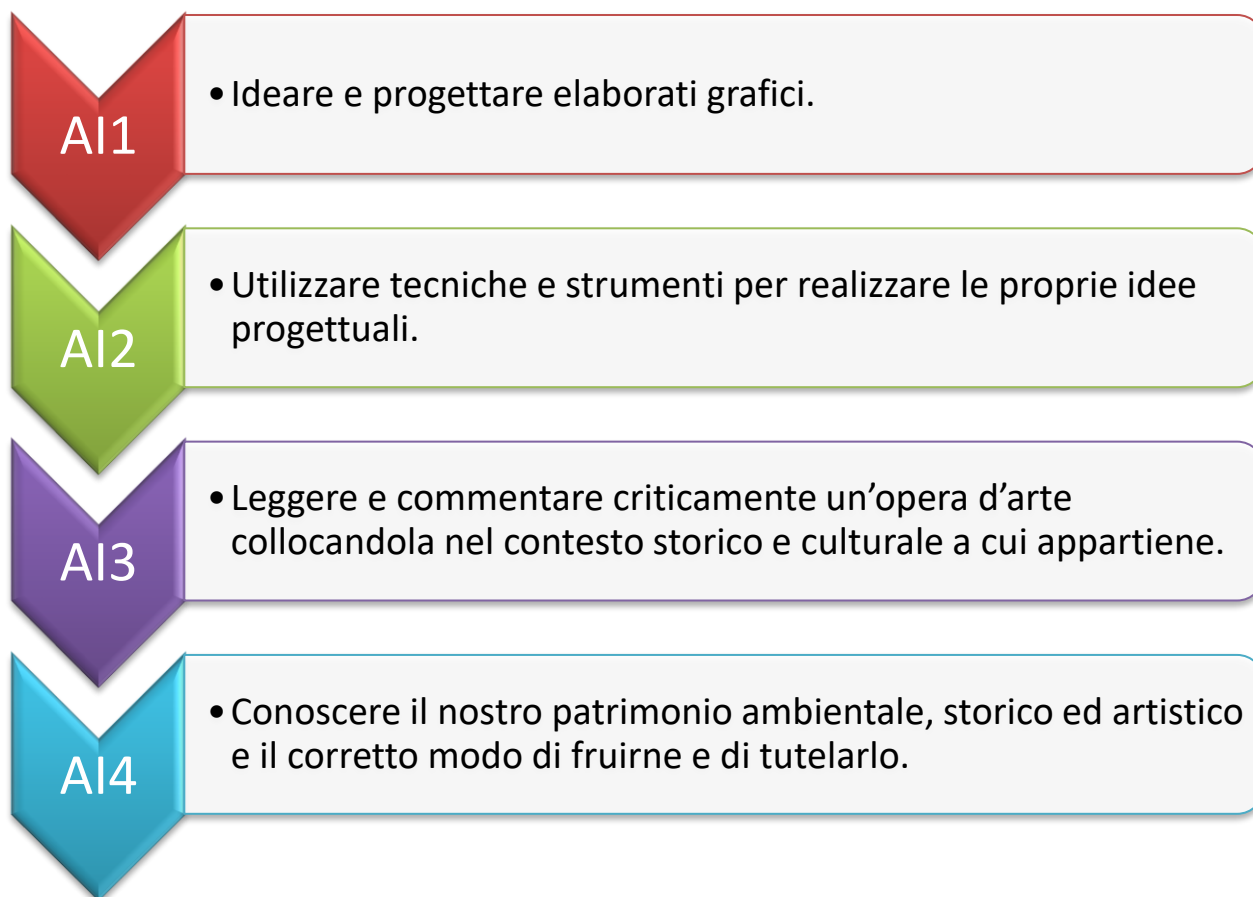 AI1
•Ideare e progettare elaborati grafici.
AI2
•Utilizzare tecniche e strumenti per realizzare le proprie idee
progettuali.
AI3
•Leggere e commentare criticamente un’opera d’arte
collocandola nel contesto storico e culturale a cui appartiene.
AI4
•Conoscere il nostro patrimonio ambientale, storico ed artistico
e il corretto modo di fruirne e di tutelarlo.